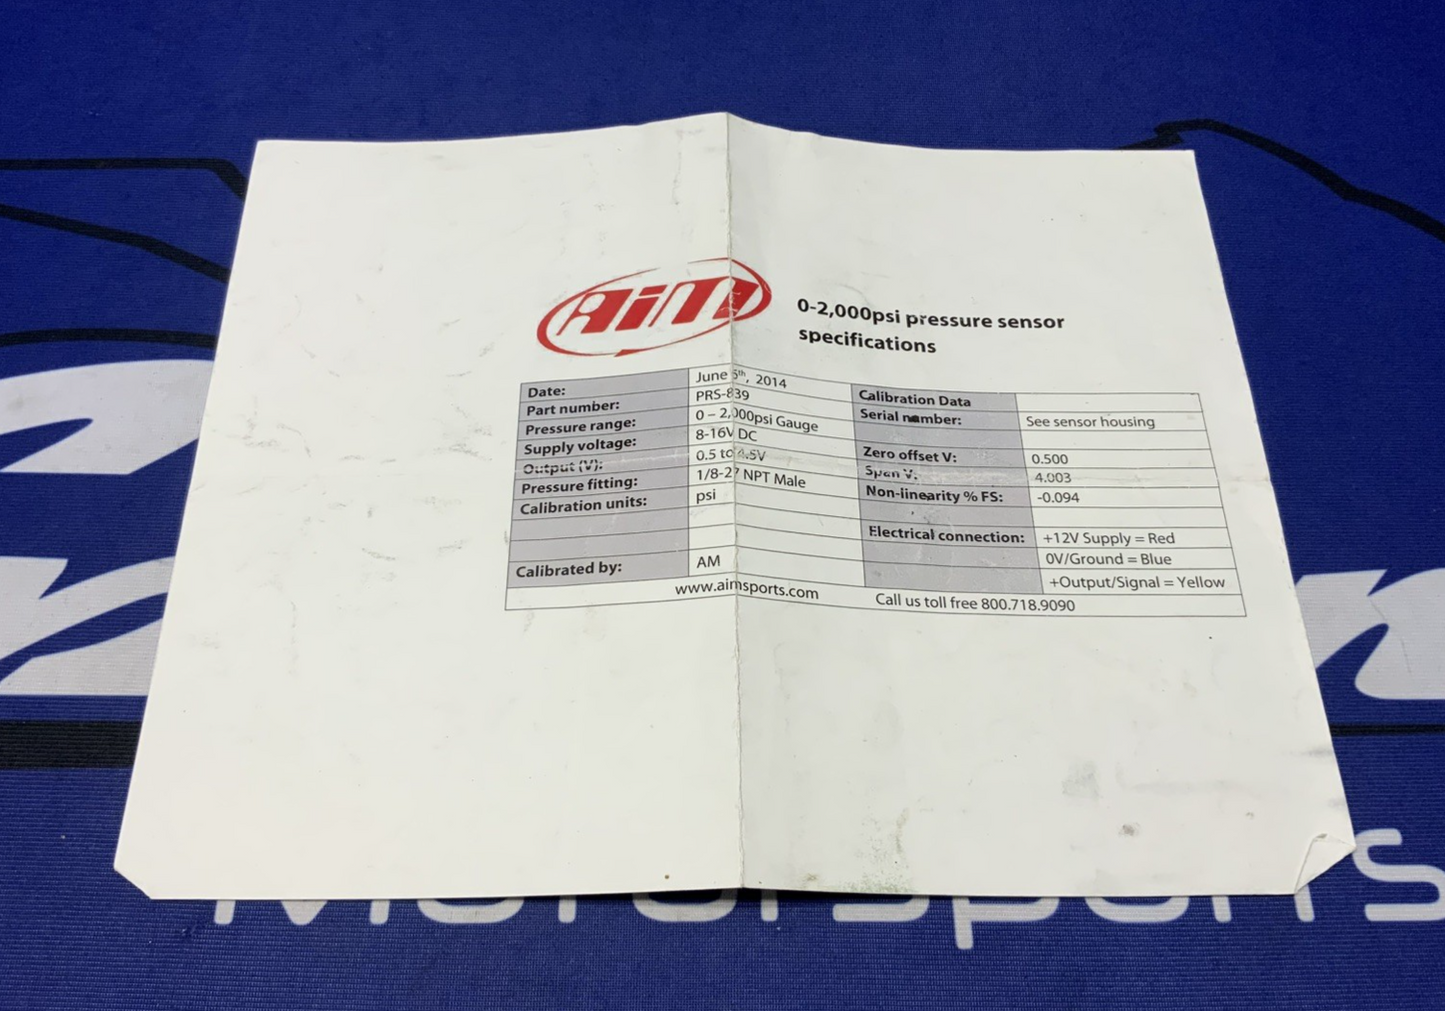 AiM
0-2,000psi pressure sensor
specifications
Date: June 5th, 2014
Part number: PRS-839
Pressure range: 0 – 2,000psi Gauge
Supply voltage: 8-16V DC
Output (V): 0.5 to 4.5V
Pressure fitting: 1/8-27 NPT Male
Calibration units: psi
Calibrated by: AM
Calibration Data
Serial number: See sensor housing
Zero offset V: 0.500
Span V: 4.003
Non-linearity % FS: -0.094
Electrical connection: +12V Supply = Red
0V/Ground = Blue
+Output/Signal = Yellow
www.aimsports.com Call us toll free 800.718.9090
Motorsports